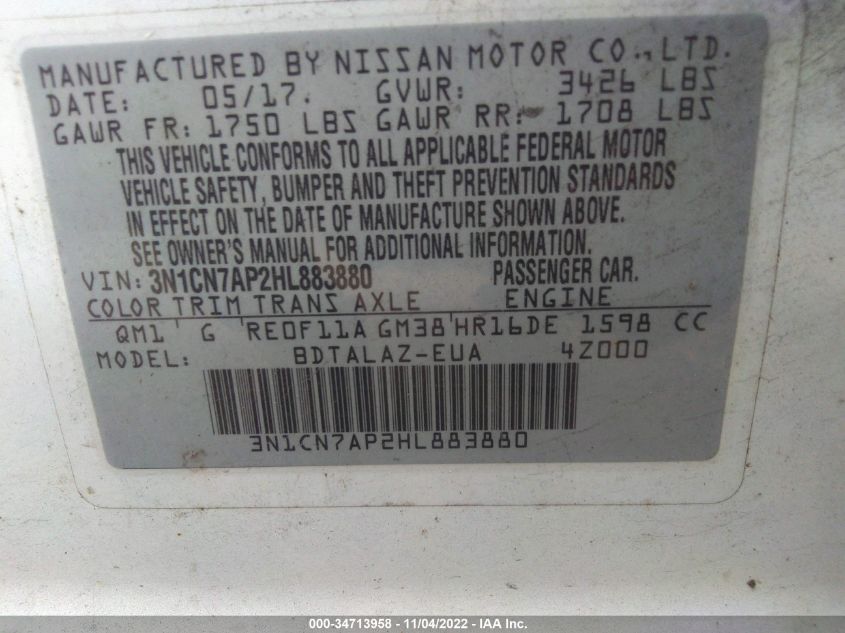 MANUFACTURED BY NISSAN MOTOR CO., LTD.
DATE: 05/17. GVWR: 3426 LBS
GAWR FR: 1750 LBS GAWR RR: 1708 LBS
THIS VEHICLE CONFORMS TO ALL APPLICABLE FEDERAL MOTOR
VEHICLE SAFETY, BUMPER AND THEFT PREVENTION STANDARDS
IN EFFECT ON THE DATE OF MANUFACTURE SHOWN ABOVE.
SEE OWNER'S MANUAL FOR ADDITIONAL INFORMATION.
VIN: 3N1CN7AP2HL883880 PASSENGER CAR.
COLOR TRIM TRANS AXLE ENGINE
QM1 G RE0F11A GM38 HR16DE 1598 CC
MODEL: BDTALAZ-EUA 4Z000
3N1CN7AP2HL883880
000-34713958 - 11/04/2022 - IAA Inc.